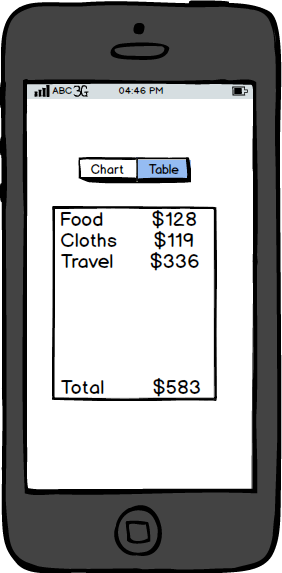 ABC 3G 04:46 PM
Chart Table
Food $128
Cloths $119
Travel $336
Total $583